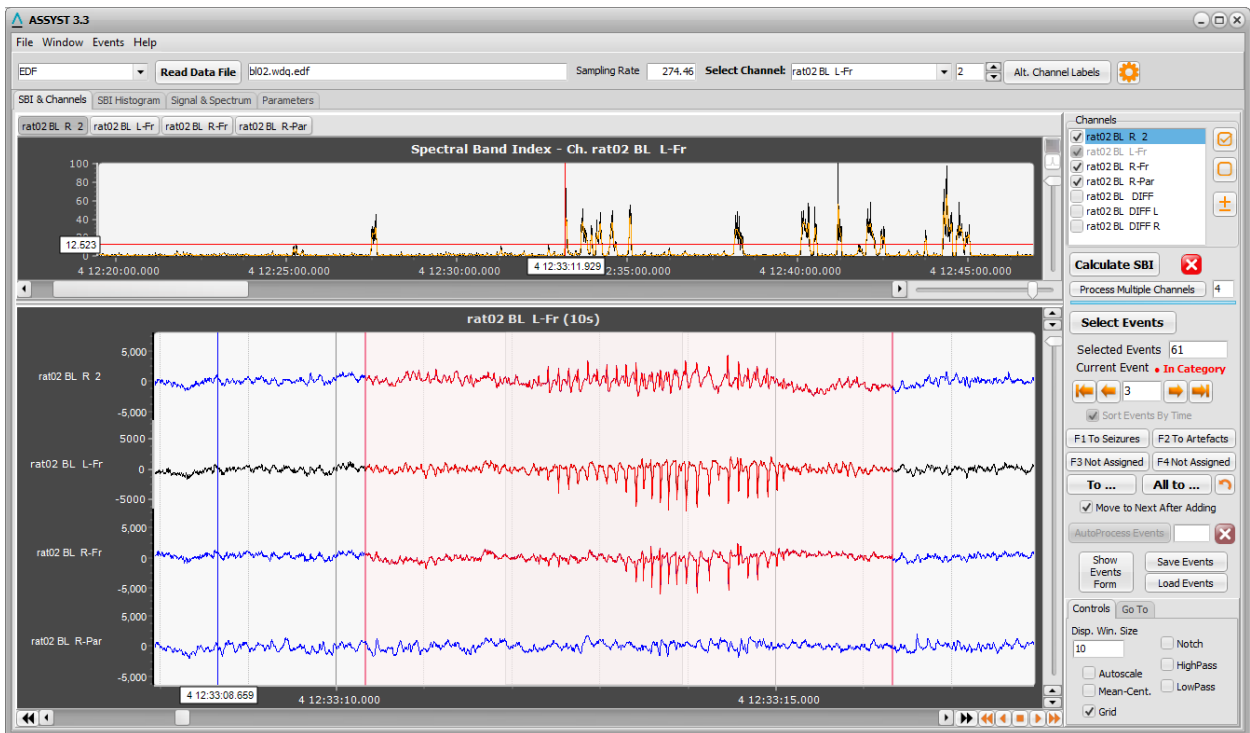 ASSYST 3.3
File Window Events Help
EDF Read Data File bl02.wdq.edf Sampling Rate 274.46 Select Channel: rat02 BL L-Fr 2 Alt. Channel Labels
SBI & Channels SBI Histogram Signal & Spectrum Parameters
rat02 BL R 2 rat02 BL L-Fr rat02 BL R-Fr rat02 BL R-Par
Spectral Band Index - Ch. rat02 BL L-Fr
100
80
60
40
20
12.523
0
4 12:20:00.000 4 12:25:00.000 4 12:30:00.000 4 12:33:11.929 2:35:00.000 4 12:40:00.000 4 12:45:00.000
rat02 BL L-Fr (10s)
5,000
rat02 BL R 2 0
-5,000
5000
rat02 BL L-Fr 0
-5000
5,000
rat02 BL R-Fr 0
-5,000
5,000
rat02 BL R-Par 0
-5,000
4 12:33:08.659 4 12:33:10.000 4 12:33:15.000
Channels
rat02 BL R 2
rat02 BL L-Fr
rat02 BL R-Fr
rat02 BL R-Par
rat02 BL DIFF
rat02 BL DIFF L
rat02 BL DIFF R
Calculate SBI
Process Multiple Channels 4
Select Events
Selected Events 61
Current Event • In Category
3
Sort Events By Time
F1 To Seizures F2 To Artefacts
F3 Not Assigned F4 Not Assigned
To ... All to ...
Move to Next After Adding
AutoProcess Events
Show Events Form
Save Events
Load Events
Controls Go To
Disp. Win. Size
10
Notch
HighPass
Autoscale
LowPass
Mean-Cent.
Grid